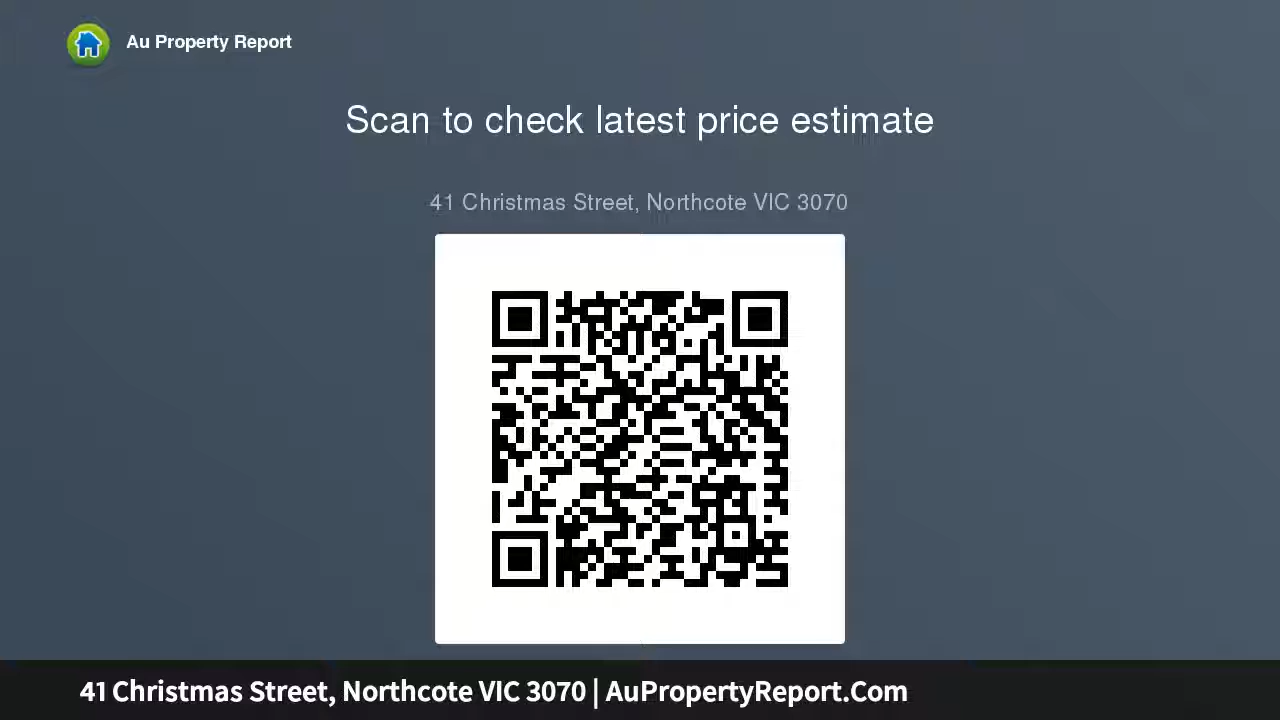 Au Property Report
Scan to check latest price estimate
41 Christmas Street, Northcote VIC 3070
41 Christmas Street, Northcote VIC 3070 | AuPropertyReport.Com